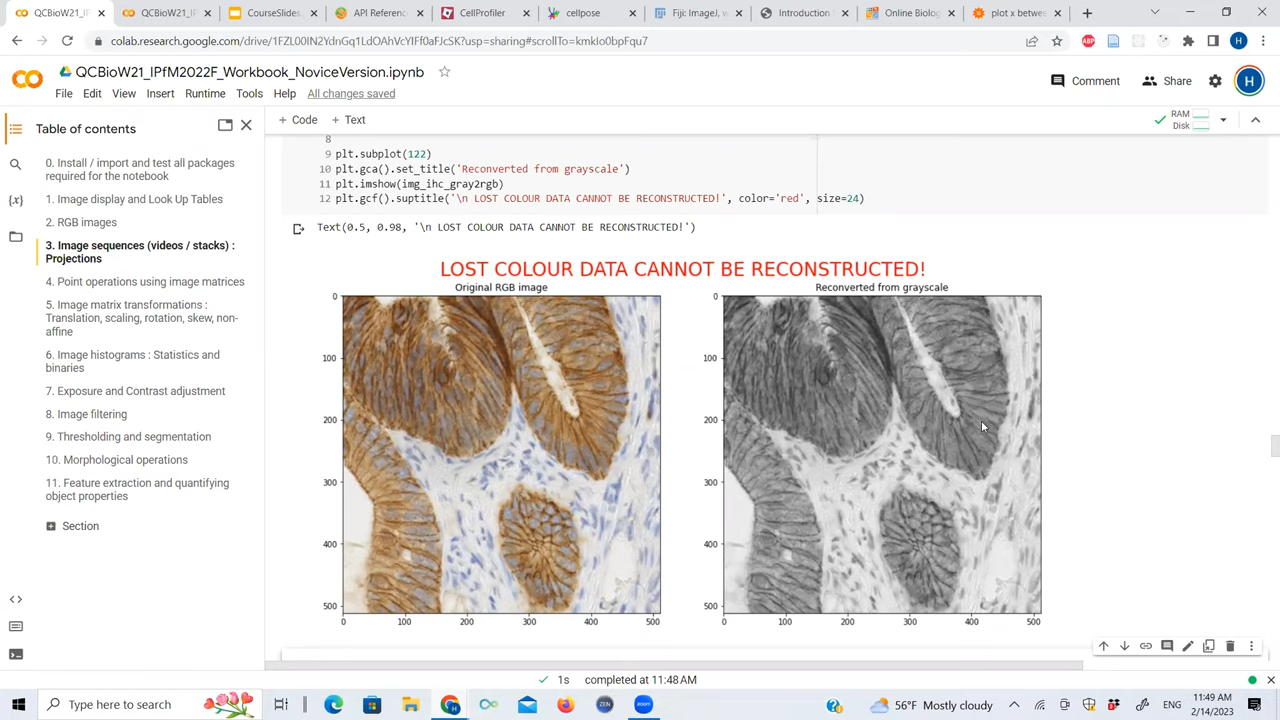 QCBioW21_IPfM2022F
QCBioW21_IPfM2022
CourseSlides
API Referenc
CellProfiler
cellpose
Fiji: ImageJ, w
Introduction
Online Biolog
plot x betwee
colab.research.google.com/drive/1FZL00IN2YdnGq1LdOAhVcYIFf0aFJcSK?usp=sharing#scrollTo=kmkIo0bpFqu7
QCBioW21_IPfM2022F_Workbook_NoviceVersion.ipynb
Comment
Share
File Edit View Insert Runtime Tools Help All changes saved
+ Code + Text
RAM
Disk
Table of contents
0. Install / import and test all packages
required for the notebook
1. Image display and Look Up Tables
2. RGB images
3. Image sequences (videos / stacks) :
Projections
4. Point operations using image matrices
5. Image matrix transformations :
Translation, scaling, rotation, skew, non-
affine
6. Image histograms : Statistics and
binaries
7. Exposure and Contrast adjustment
8. Image filtering
9. Thresholding and segmentation
10. Morphological operations
11. Feature extraction and quantifying
object properties
Section
8
9 plt.subplot(122)
10 plt.gca().set_title('Reconverted from grayscale')
11 plt.imshow(img_ihc_gray2rgb)
12 plt.gcf().suptitle('\n LOST COLOUR DATA CANNOT BE RECONSTRUCTED!', color='red', size=24)
Text(0.5, 0.98, '\n LOST COLOUR DATA CANNOT BE RECONSTRUCTED!')
LOST COLOUR DATA CANNOT BE RECONSTRUCTED!
Original RGB image
0
100
200
300
400
500
0 100 200 300 400 500
Reconverted from grayscale
0
100
200
300
400
500
0 100 200 300 400 500
1s completed at 11:48 AM
Type here to search
ZEN
zoom
56°F Mostly cloudy
ENG
11:49 AM
2/14/2023